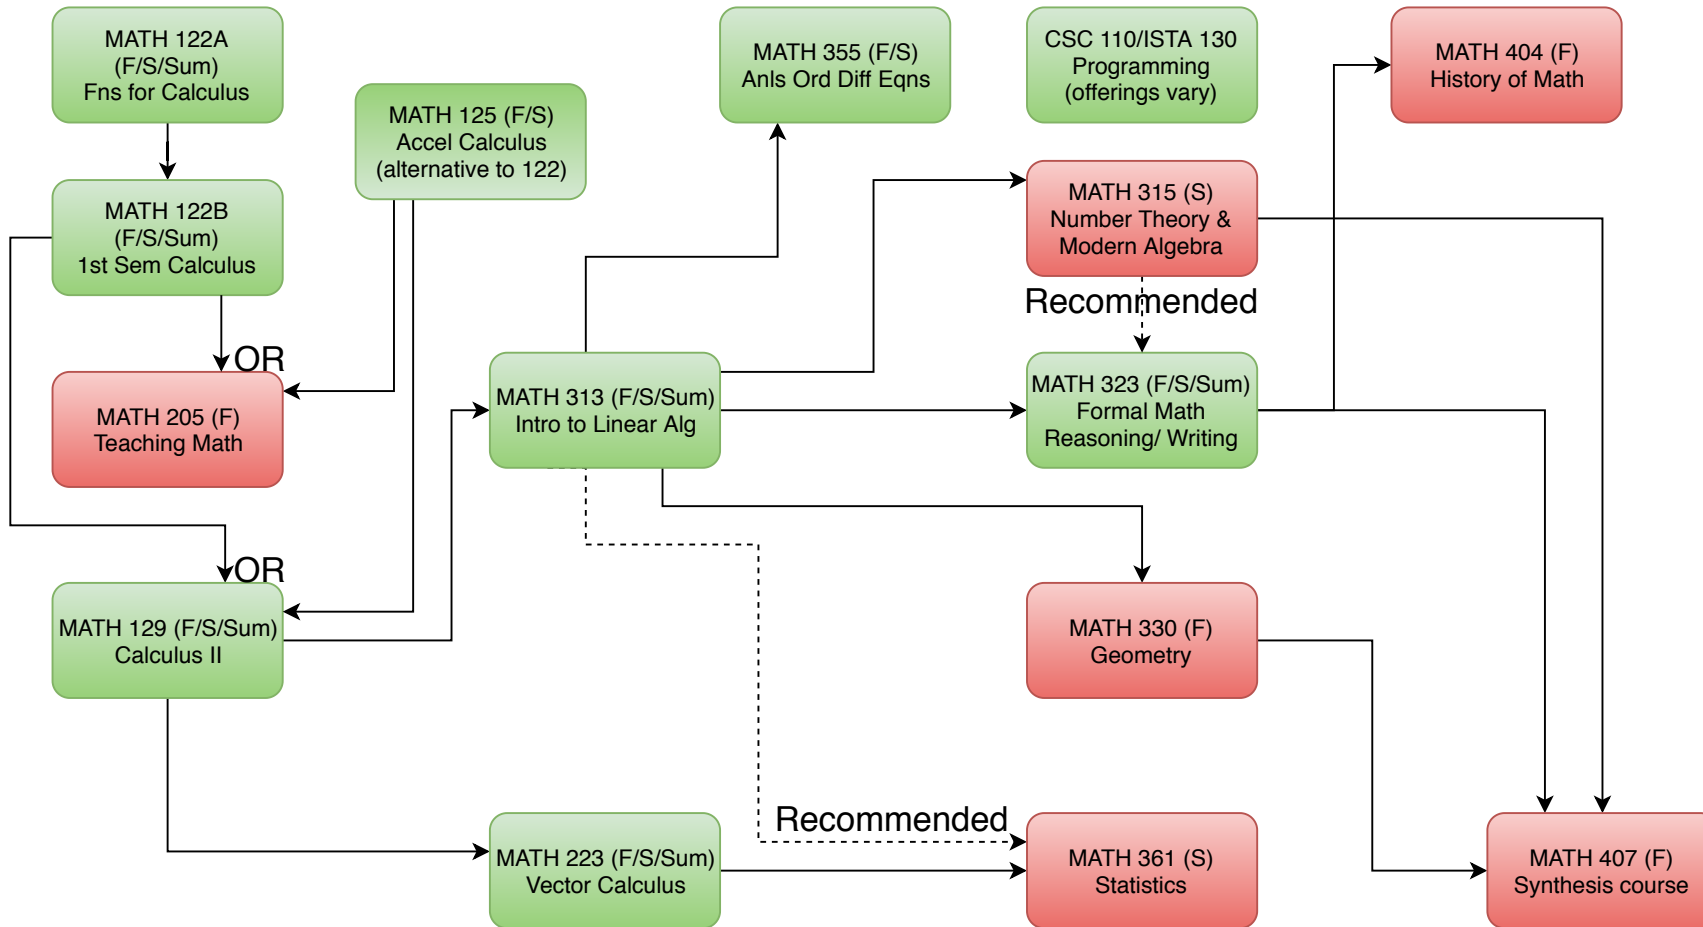 MATH 122A
(F/S/Sum)
Fns for Calculus
MATH 125 (F/S)
Accel Calculus
(alternative to 122)
MATH 355 (F/S)
Anls Ord Diff Eqns
CSC 110/ISTA 130
Programming
(offerings vary)
MATH 404 (F)
History of Math
MATH 122B
(F/S/Sum)
1st Sem Calculus
MATH 315 (S)
Number Theory &
Modern Algebra
Recommended
OR
MATH 205 (F)
Teaching Math
MATH 313 (F/S/Sum)
Intro to Linear Alg
MATH 323 (F/S/Sum)
Formal Math
Reasoning/ Writing
OR
MATH 129 (F/S/Sum)
Calculus II
MATH 330 (F)
Geometry
Recommended
MATH 223 (F/S/Sum)
Vector Calculus
MATH 361 (S)
Statistics
MATH 407 (F)
Synthesis course